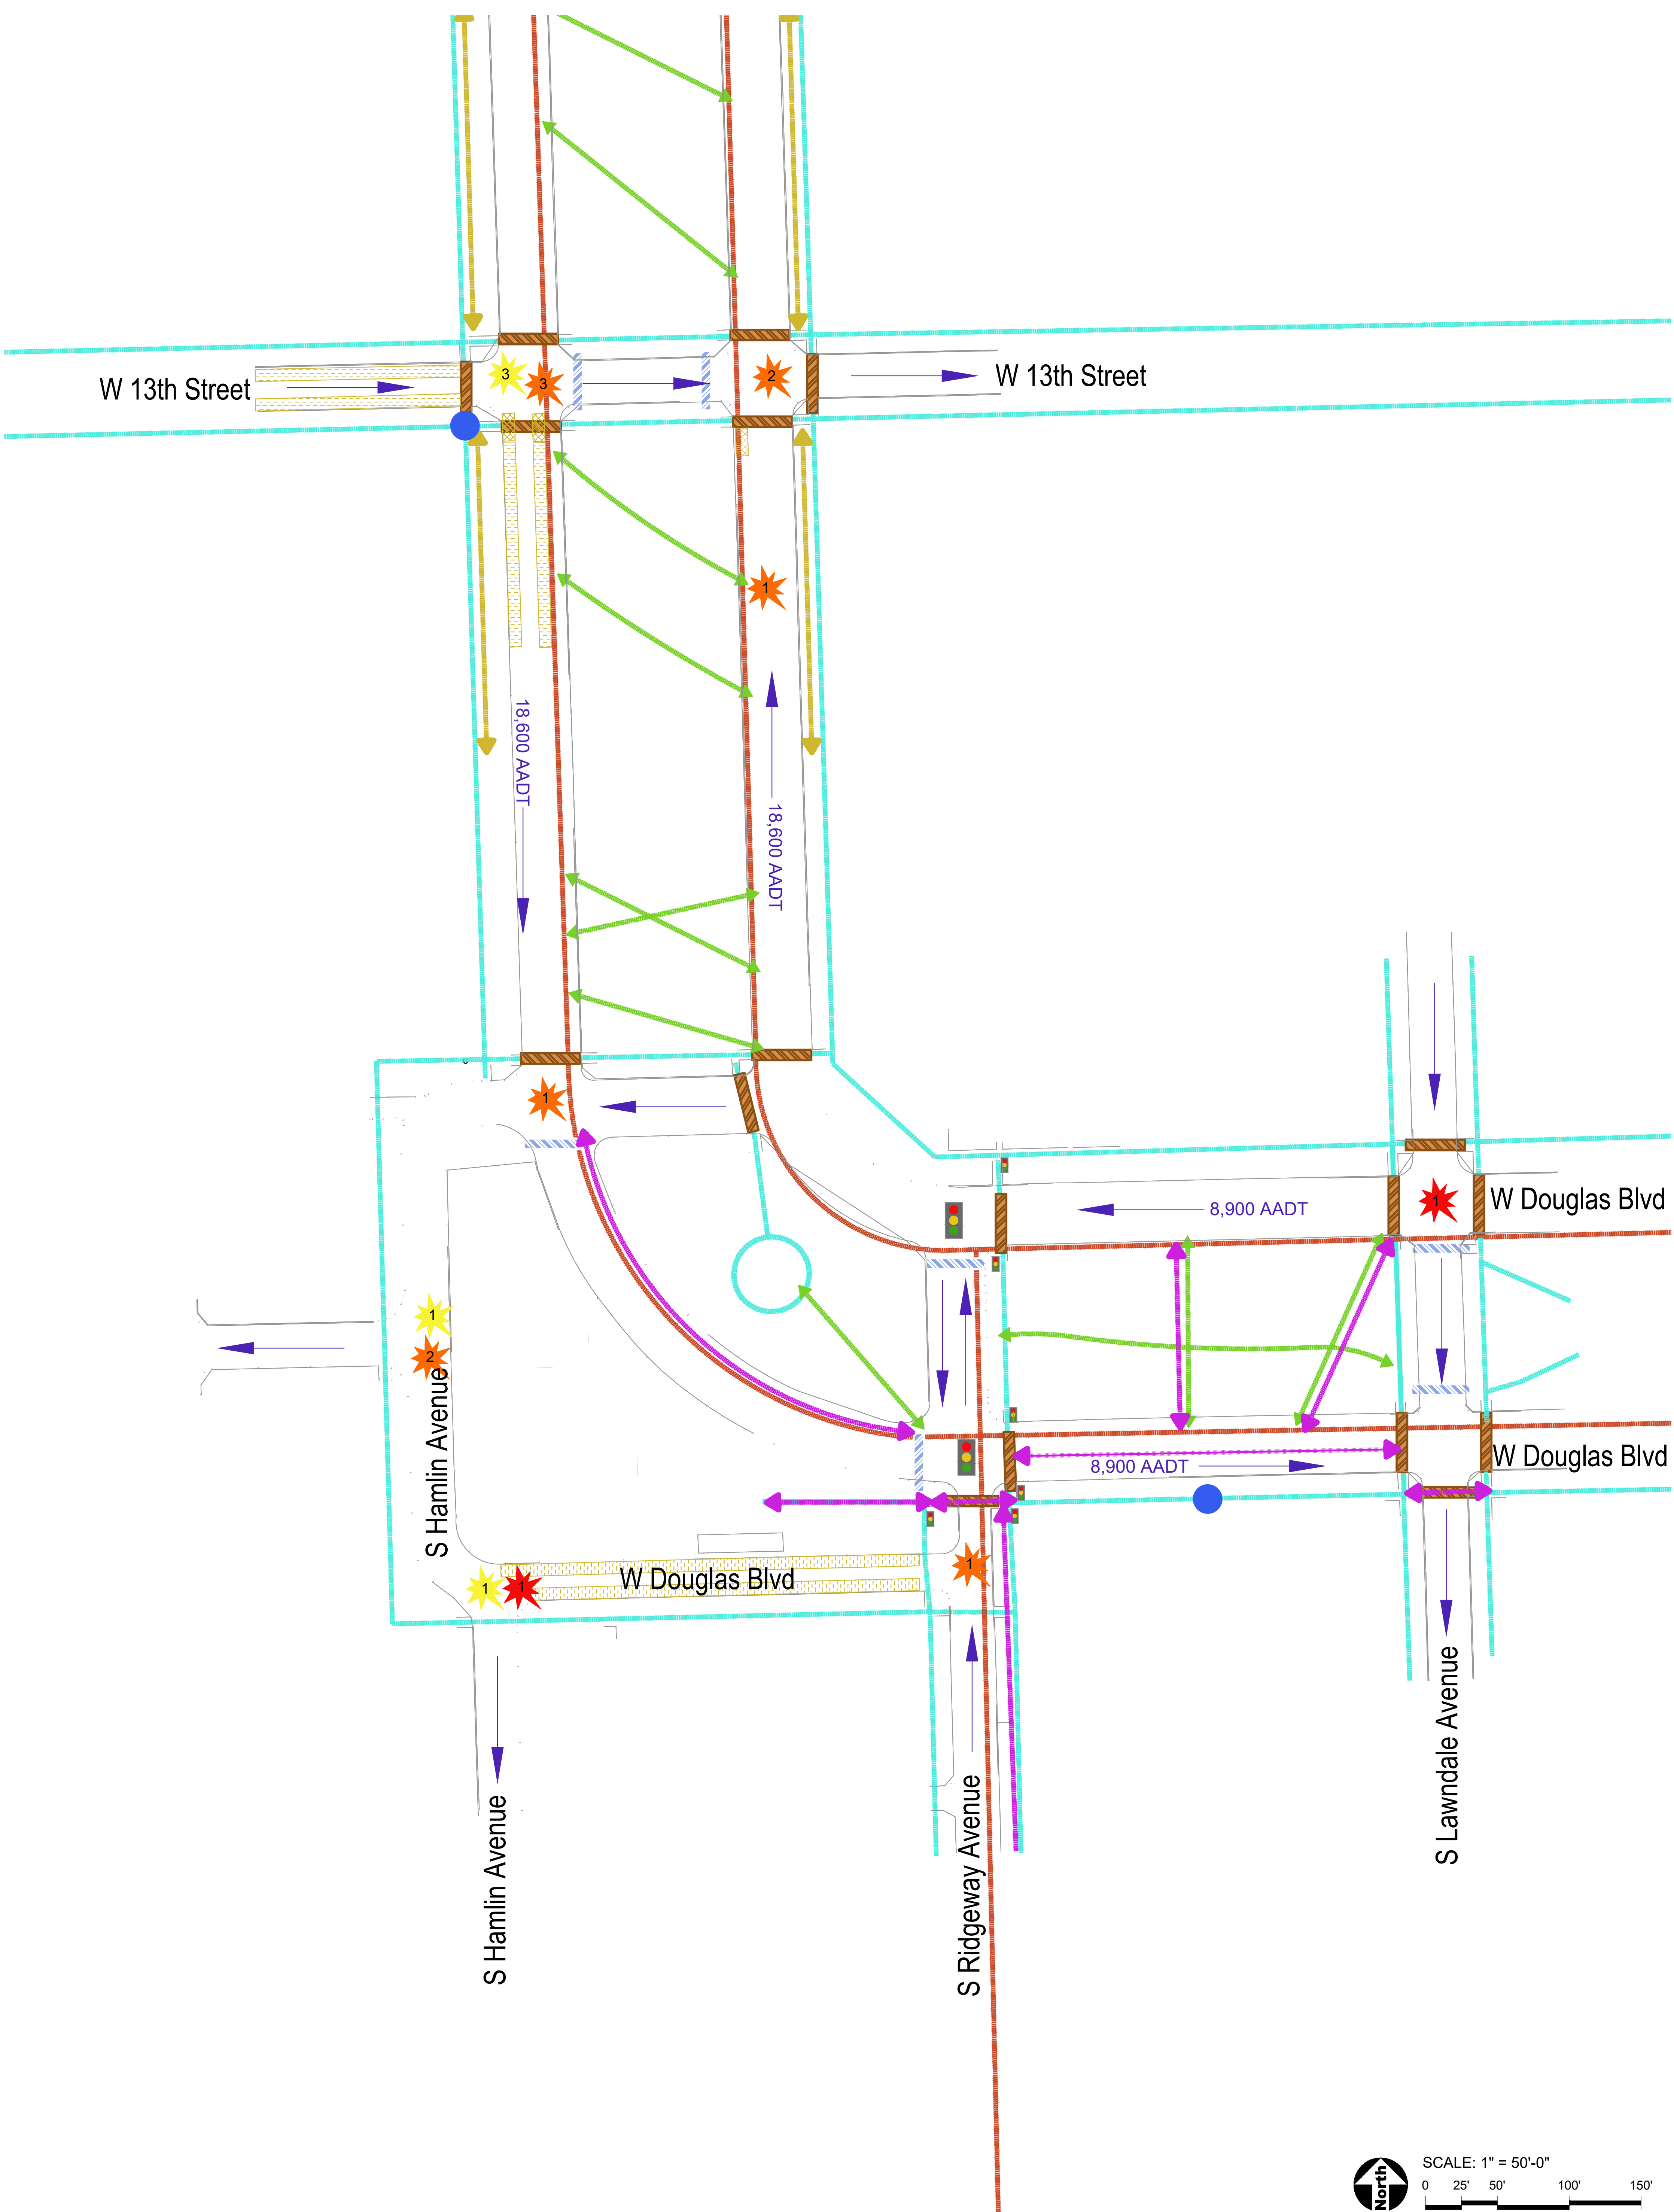 W 13th Street
W 13th Street
3
3
2
1
18,600 AADT
18,600 AADT
1
8,900 AADT
1
W Douglas Blvd
1
2
S Hamlin Avenue
8,900 AADT
W Douglas Blvd
1
1
1
W Douglas Blvd
S Hamlin Avenue
S Ridgeway Avenue
S Lawndale Avenue
North
SCALE: 1" = 50'-0"
0 25' 50' 100' 150'